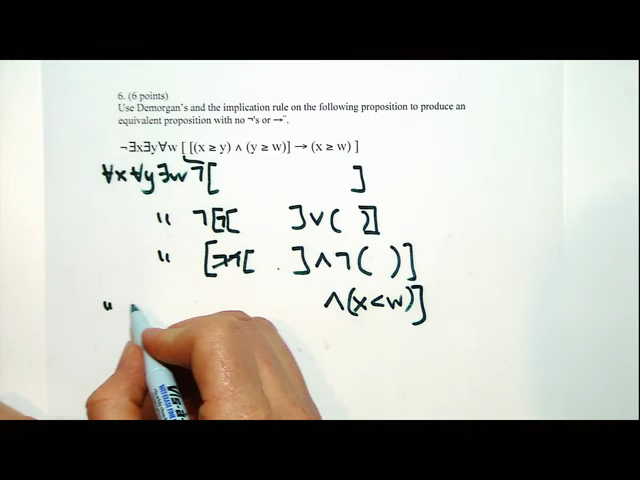 6. (6 points)
Use Demorgan's and the implication rule on the following proposition to produce an
equivalent proposition with no ¬'s or →'s.
¬∃x∃y∀w [ [(x ≥ y) ∧ (y ≥ w)] → (x ≥ w) ]
∀x ∀y ∃w ¬[ ]
" ¬[¬[ ]∨( )]
" [¬¬[ ]∧¬( )]
" ∧(x<w)]
VIS-À